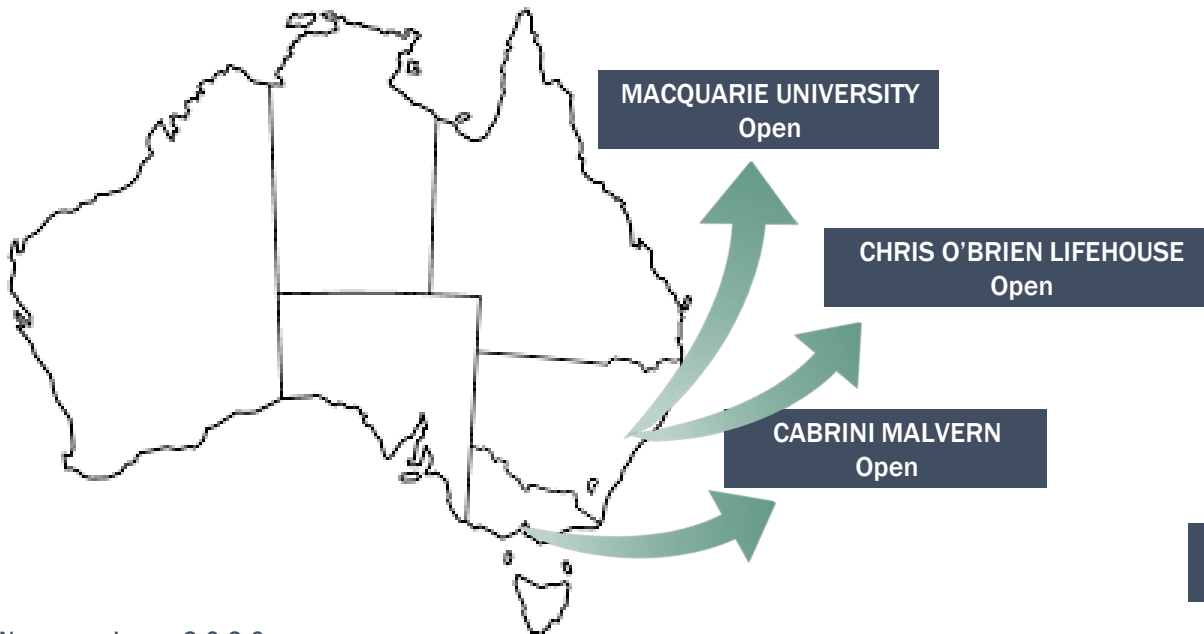 MACQUARIE UNIVERSITY
Open
CHRIS O'BRIEN LIFEHOUSE
Open
CABRINI MALVERN
Open